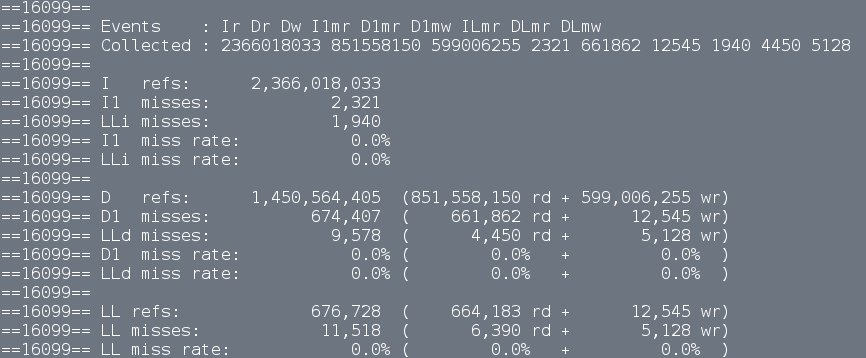 ==16099==
==16099== Events    : Ir Dr Dw I1mr D1mr D1mw ILmr DLmr DLmw
==16099== Collected : 2366018033 851558150 599006255 2321 661862 12545 1940 4450 5128
==16099==
==16099== I   refs:      2,366,018,033
==16099== I1  misses:            2,321
==16099== LLi misses:            1,940
==16099== I1  miss rate:           0.0%
==16099== LLi miss rate:           0.0%
==16099==
==16099== D   refs:      1,450,564,405  (851,558,150 rd + 599,006,255 wr)
==16099== D1  misses:          674,407  (    661,862 rd +      12,545 wr)
==16099== LLd misses:            9,578  (      4,450 rd +       5,128 wr)
==16099== D1  miss rate:           0.0% (        0.0%   +         0.0%  )
==16099== LLd miss rate:           0.0% (        0.0%   +         0.0%  )
==16099==
==16099== LL refs:             676,728  (    664,183 rd +      12,545 wr)
==16099== LL misses:            11,518  (      6,390 rd +       5,128 wr)
==16099== LL miss rate:            0.0% (        0.0%   +         0.0%  )